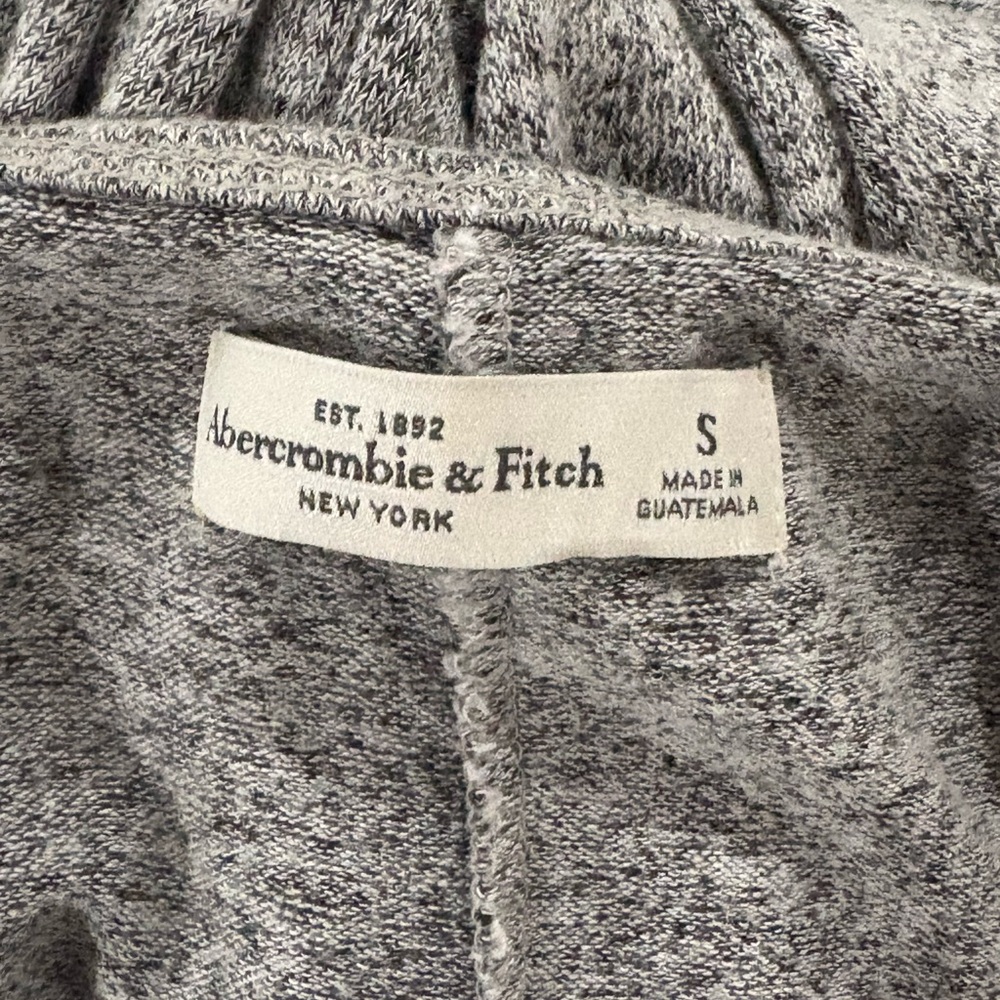 EST. 1892
Abercrombie & Fitch
NEW YORK
S
MADE IN
GUATEMALA